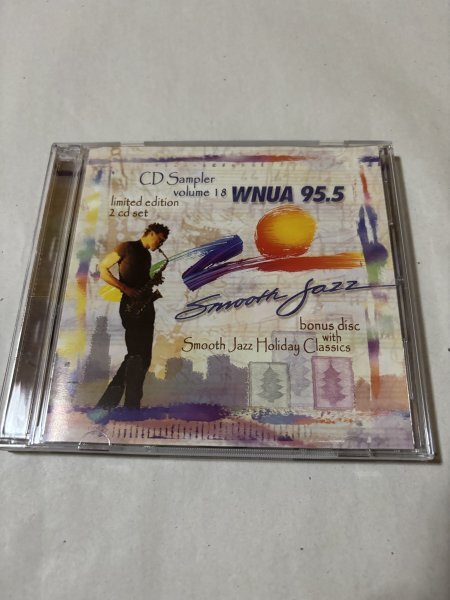 CD Sampler
volume 18
WNUA 95.5
limited edition
2 cd set
Smooth Jazz
bonus disc
with
Smooth Jazz Holiday Classics